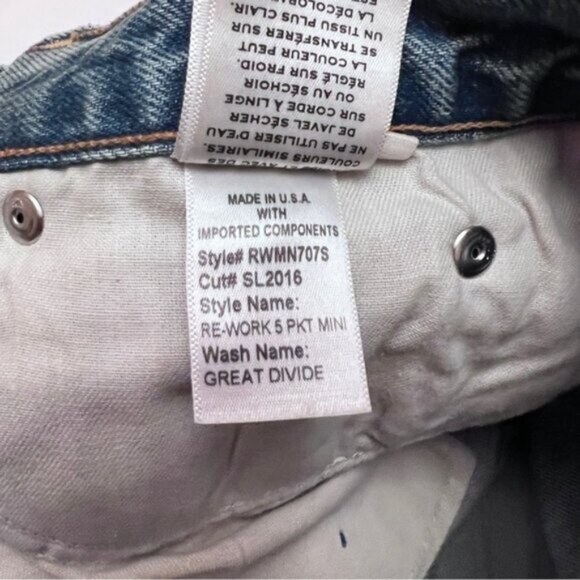 AVEC DES
COULEURS SIMILAIRES.
NE PAS UTILISER D'EAU
DE JAVEL SÉCHER
SUR CORDE À LINGE
OU AU SÉCHOIR
RÉGLÉ SUR FROID.
LA COULEUR PEUT
SE TRANSFÉRER SUR
UN TISSU PLUS CLAIR.
MADE IN U.S.A.
WITH
IMPORTED COMPONENTS
Style# RWMN707S
Cut# SL2016
Style Name:
RE-WORK 5 PKT MINI
Wash Name:
GREAT DIVIDE